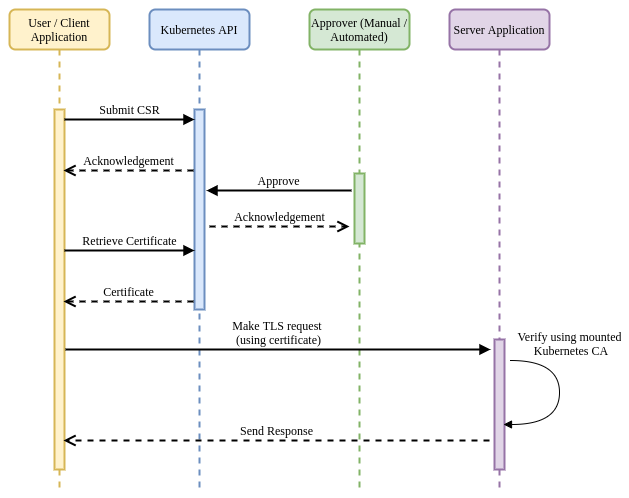 User / Client
Application
Kubernetes API
Approver (Manual /
Automated)
Server Application
Submit CSR
Acknowledgement
Approve
Acknowledgement
Retrieve Certificate
Certificate
Make TLS request
(using certificate)
Verify using mounted
Kubernetes CA
Send Response